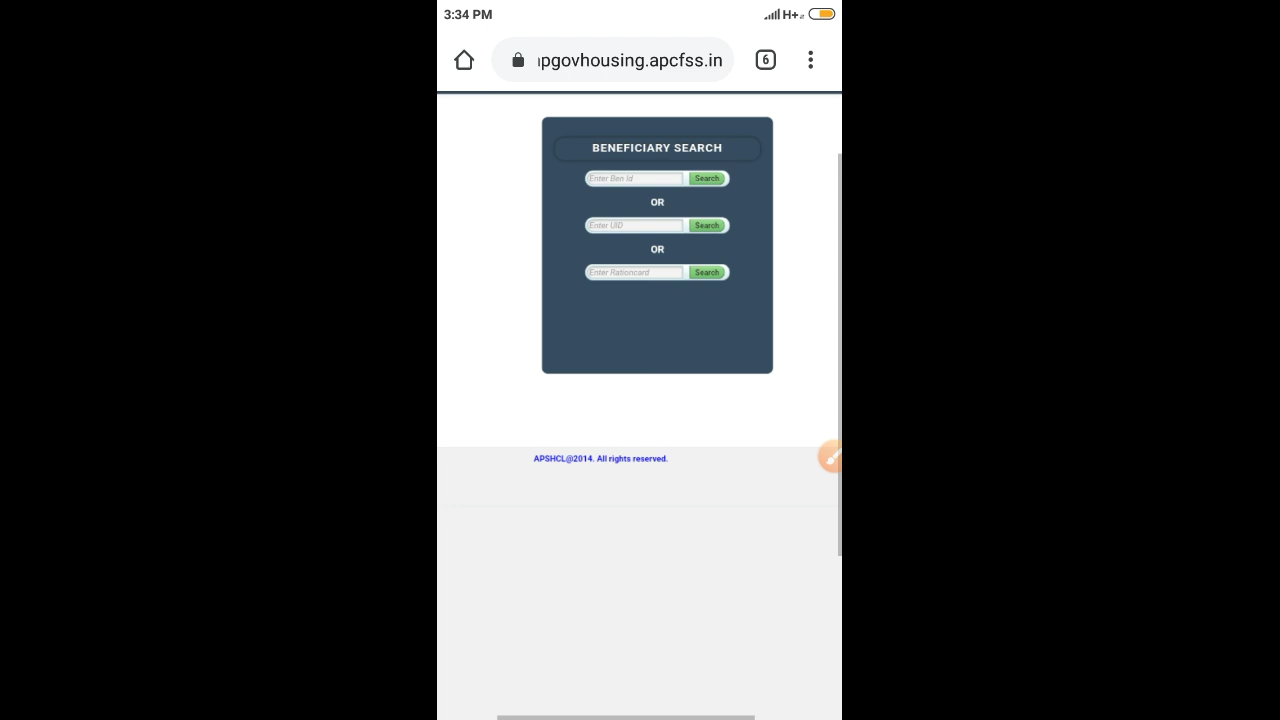 3:34 PM H+
pgovhousing.apcfss.in 6
BENEFICIARY SEARCH
Enter Ben Id Search
OR
Enter UID Search
OR
Enter Rationcard Search
APSHCL@2014. All rights reserved.